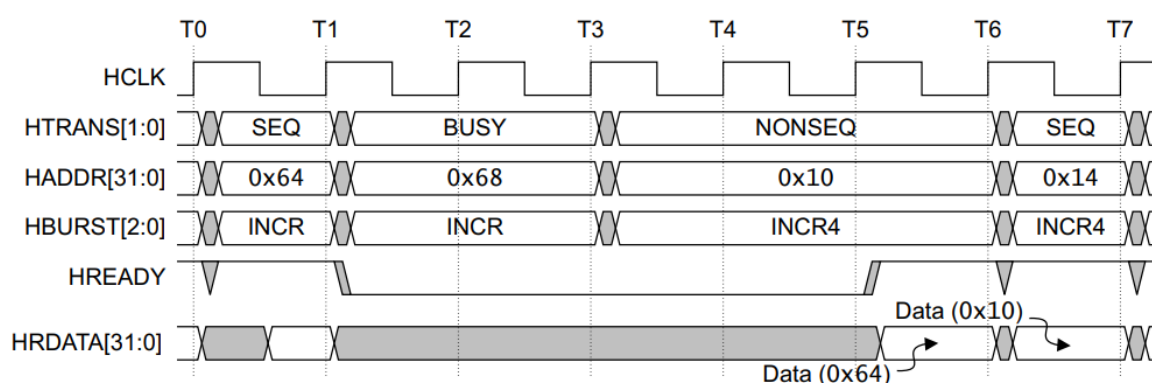 T0 T1 T2 T3 T4 T5 T6 T7
HCLK
HTRANS[1:0] SEQ BUSY NONSEQ SEQ
HADDR[31:0] 0x64 0x68 0x10 0x14
HBURST[2:0] INCR INCR INCR4 INCR4
HREADY
Data (0x10)
HRDATA[31:0]
Data (0x64)